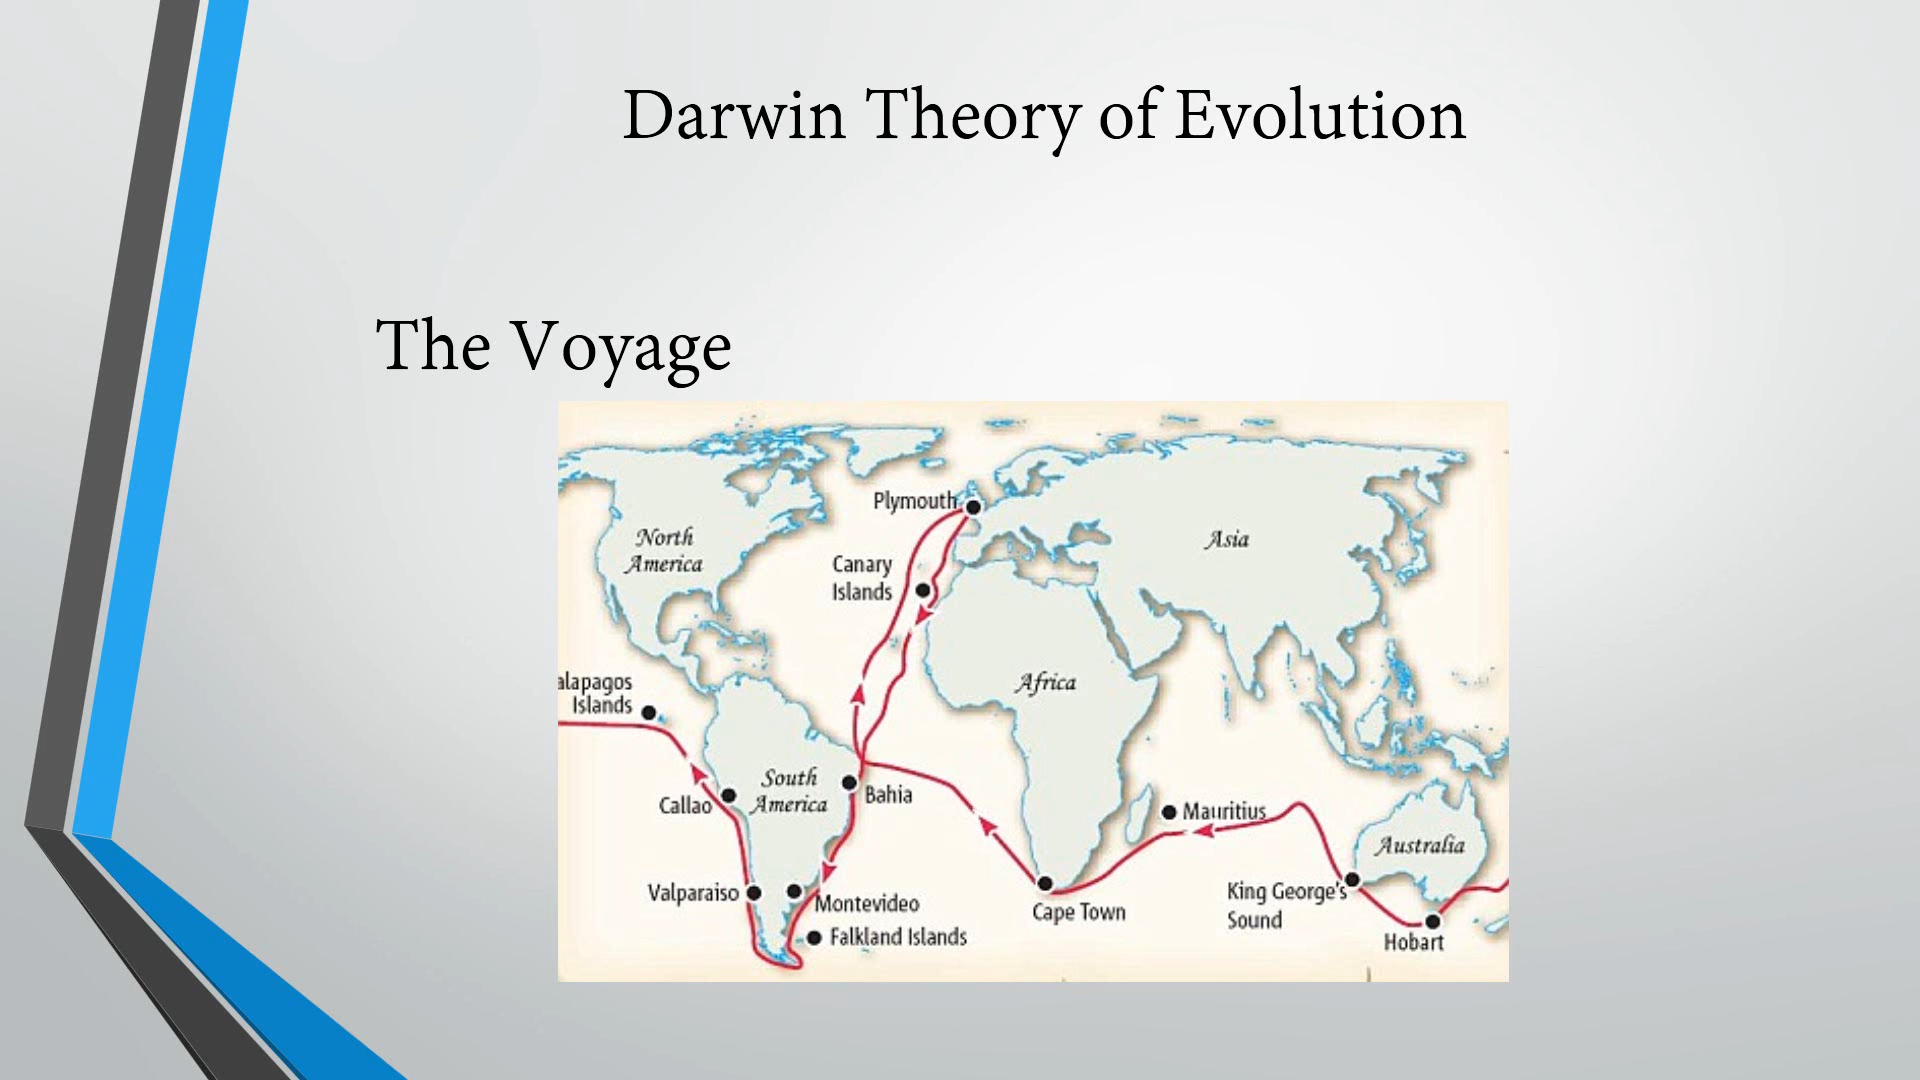 Darwin Theory of Evolution
The Voyage
Plymouth
North
America
Asia
Canary
Islands
Africa
alapagos
Islands
South
America
Callao
Bahia
Mauritius
Australia
Valparaiso
Montevideo
King George's
Sound
Cape Town
Falkland Islands
Hobart